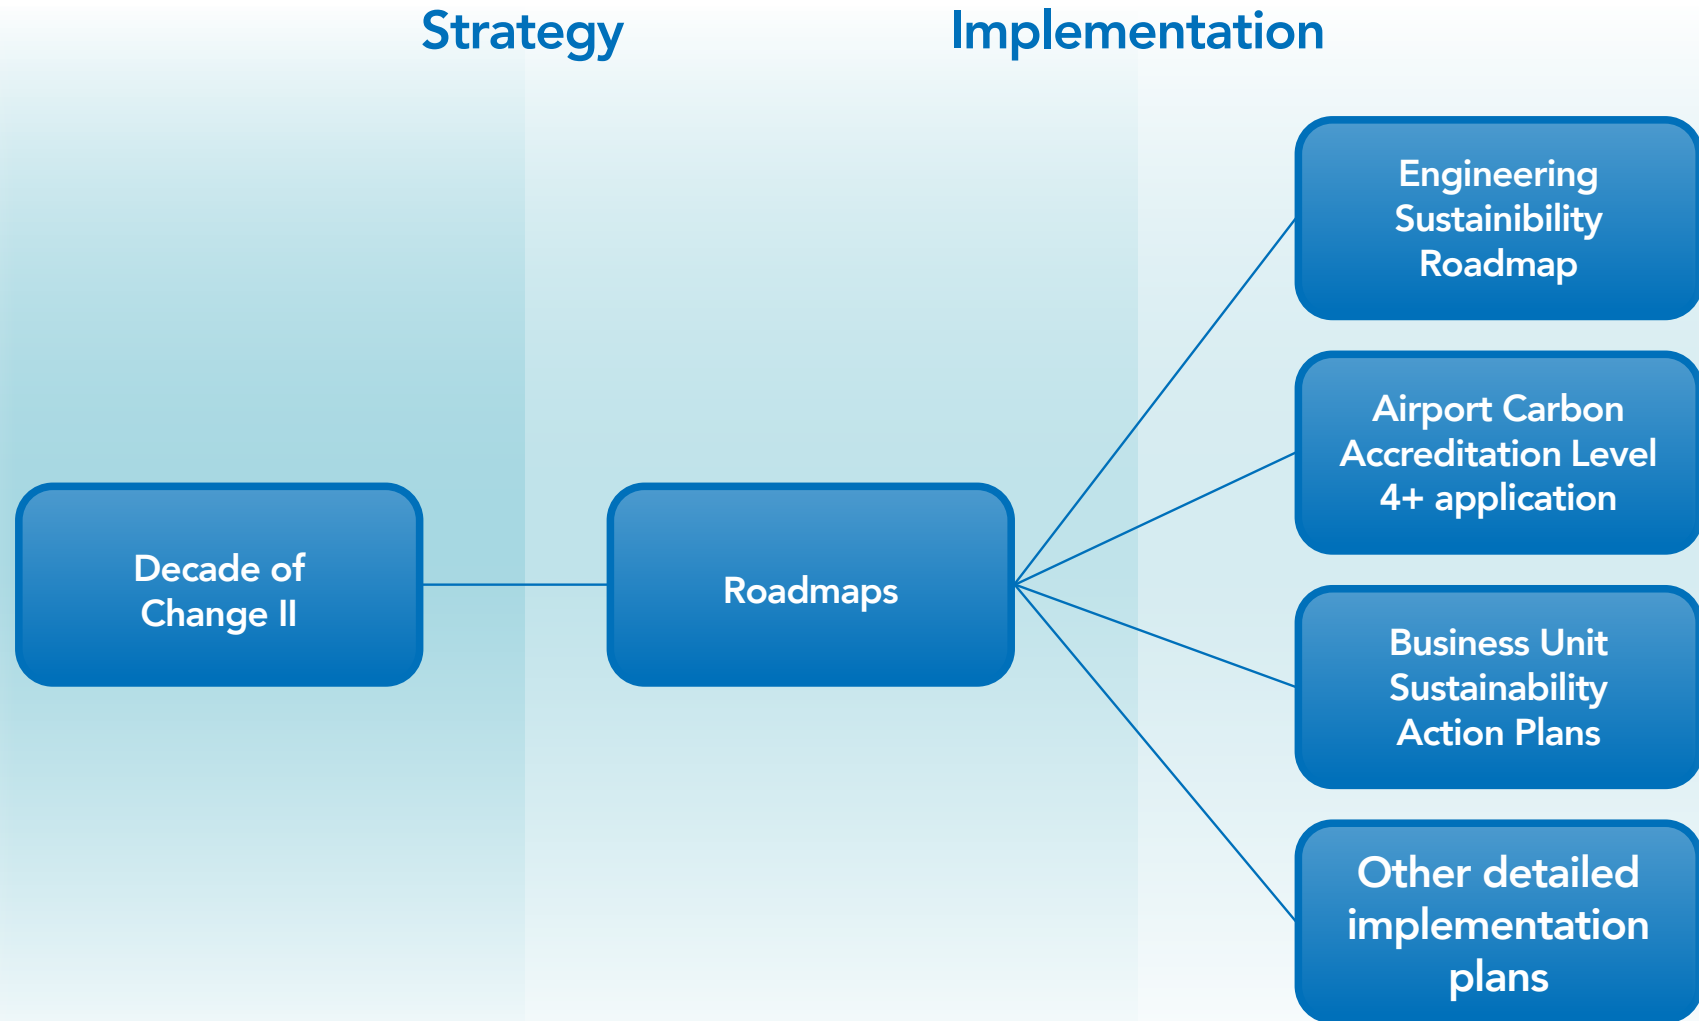 Strategy
Implementation
Decade of
Change II
Roadmaps
Engineering
Sustainibility
Roadmap
Airport Carbon
Accreditation Level
4+ application
Business Unit
Sustainability
Action Plans
Other detailed
implementation
plans